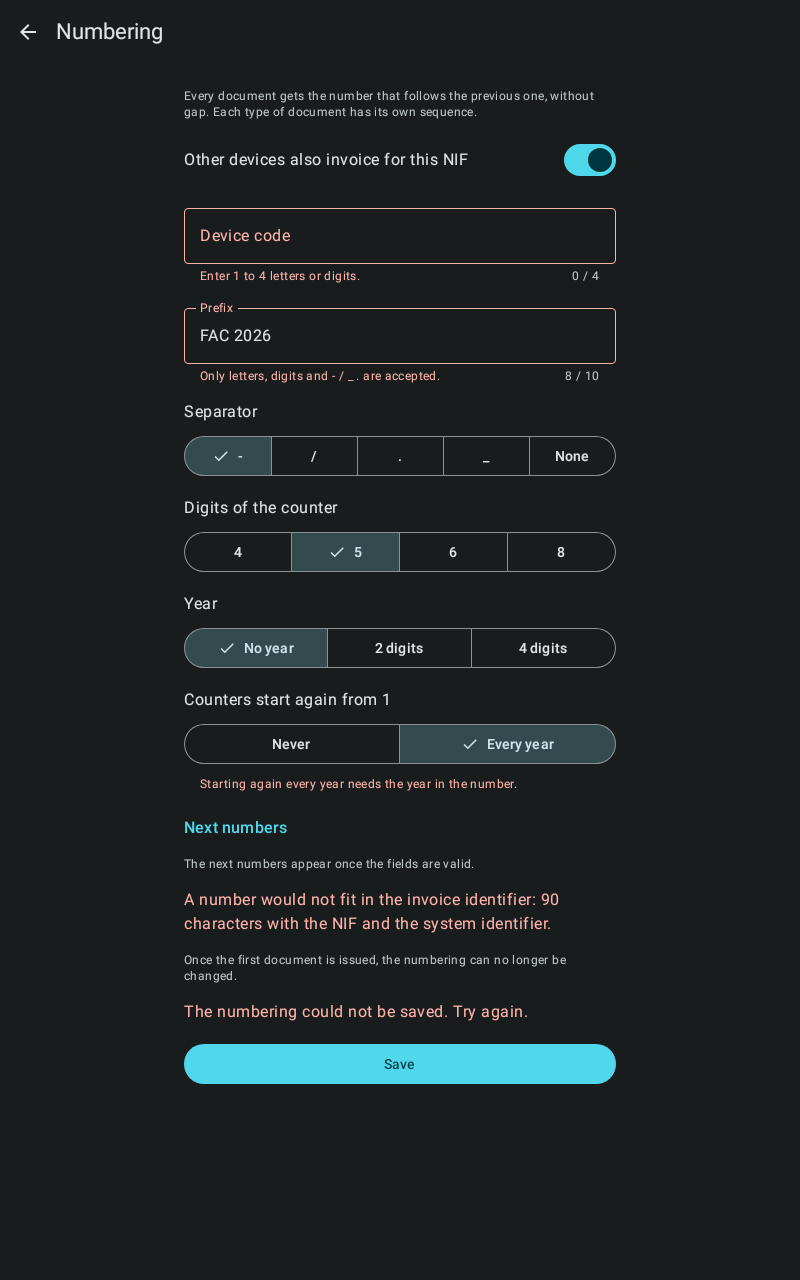 Numbering
Every document gets the number that follows the previous one, without
gap. Each type of document has its own sequence.
Other devices also invoice for this NIF
Device code
Enter 1 to 4 letters or digits.
0 / 4
Prefix
FAC 2026
Only letters, digits and - / _ . are accepted.
8 / 10
Separator
-
/
.
_
None
Digits of the counter
4
5
6
8
Year
No year
2 digits
4 digits
Counters start again from 1
Never
Every year
Starting again every year needs the year in the number.
Next numbers
The next numbers appear once the fields are valid.
A number would not fit in the invoice identifier: 90
characters with the NIF and the system identifier.
Once the first document is issued, the numbering can no longer be
changed.
The numbering could not be saved. Try again.
Save